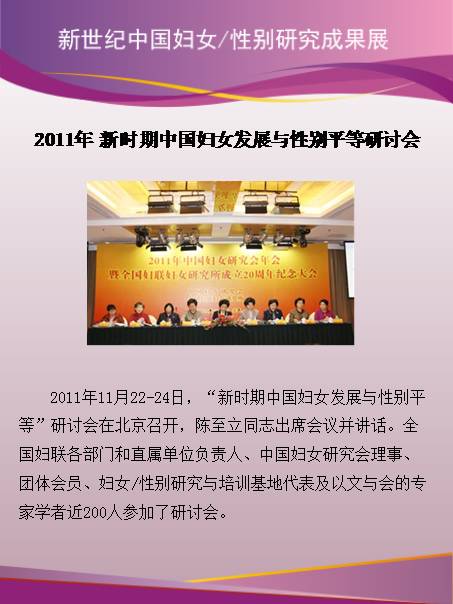 新世纪中国妇女/性别研究成果展
2011年 新时期中国妇女发展与性别平等研讨会
2011年中国妇女研究会年会
暨全国妇联妇女研究所成立20周年纪念大会
2011年11月22-24日，“新时期中国妇女发展与性别平
等”研讨会在北京召开，陈至立同志出席会议并讲话。全
国妇联各部门和直属单位负责人、中国妇女研究会理事、
团体会员、妇女/性别研究与培训基地代表及以文与会的专
家学者近200人参加了研讨会。